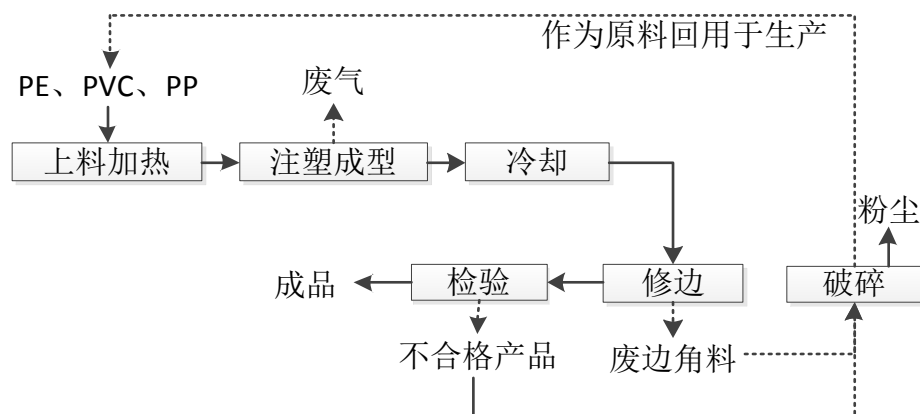 作为原料回用于生产
PE、PVC、PP
废气
上料加热
注塑成型
冷却
粉尘
成品
检验
修边
破碎
不合格产品
废边角料